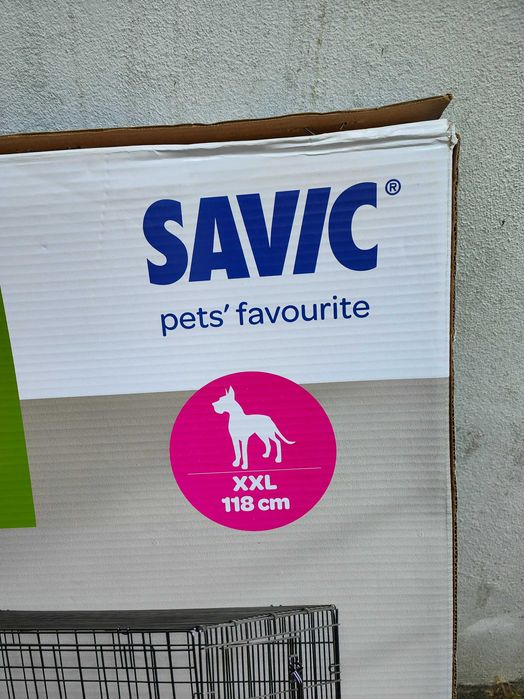 SAVIC®
pets' favourite
XXL
118 cm